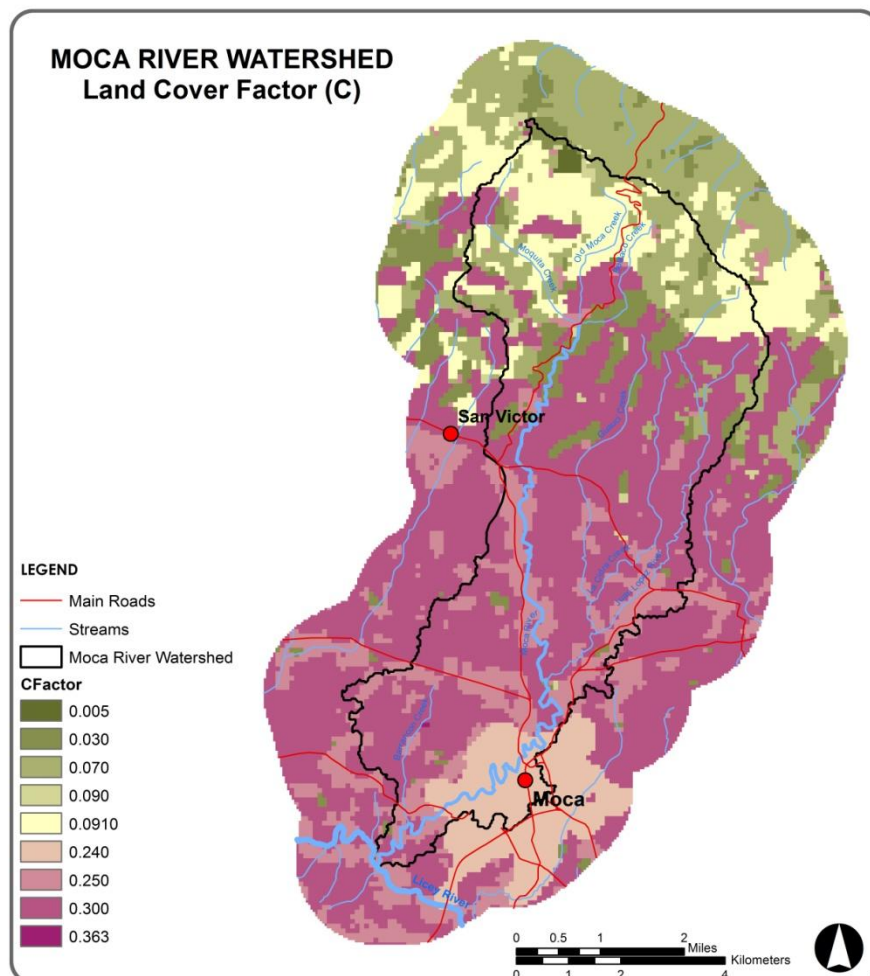 MOCA RIVER WATERSHED
Land Cover Factor (C)
Moquita Creek
Old Moca Creek
San Victor
Moca River
Moca
Licey River
LEGEND
Main Roads
Streams
Moca River Watershed
CFactor
0.005
0.030
0.070
0.090
0.0910
0.240
0.250
0.300
0.363
0 0.5 1 2
Miles
Kilometers
0 1 2 4